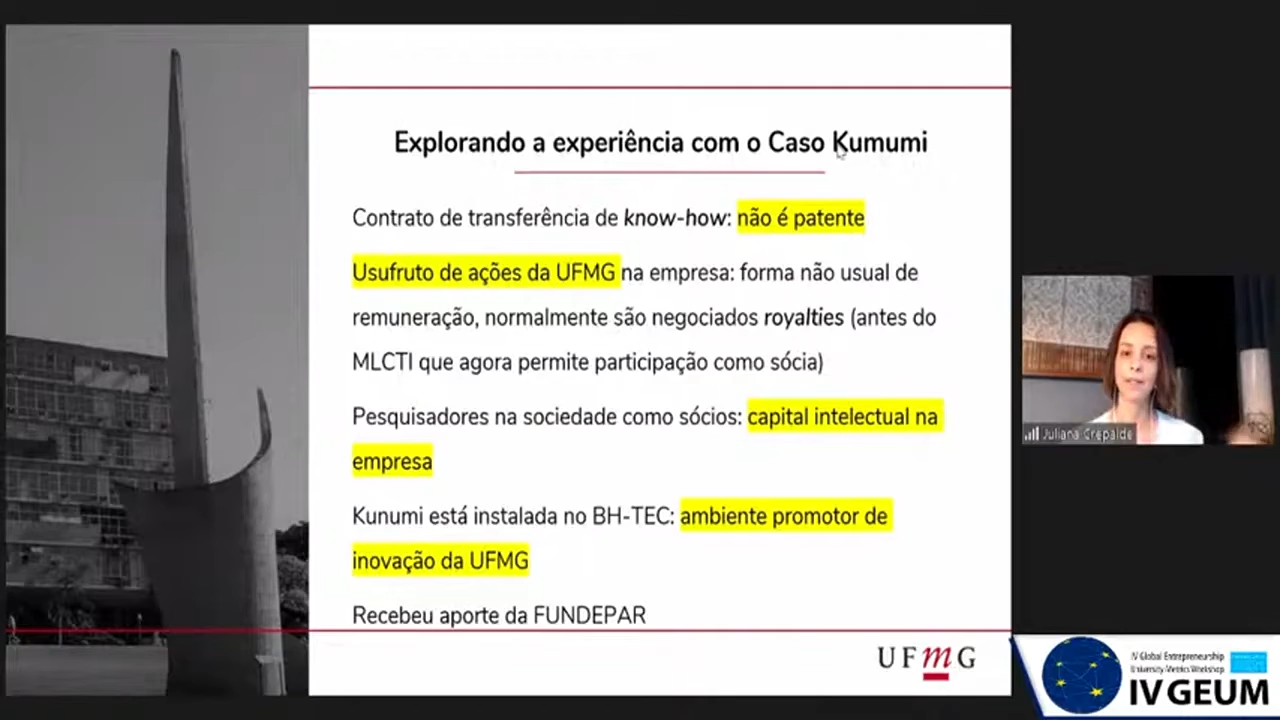 Explorando a experiência com o Caso Kumumi
Contrato de transferência de know-how: não é patente
Usufruto de ações da UFMG na empresa: forma não usual de
remuneração, normalmente são negociados royalties (antes do
MLCTI que agora permite participação como sócia)
Pesquisadores na sociedade como sócios: capital intelectual na
empresa
Kunumi está instalada no BH-TEC: ambiente promotor de
inovação da UFMG
Recebeu aporte da FUNDEPAR
UFmG
Juliana Crepalde
IV Global Entrepreneurship
University Metrics Workshop
IV GEUM